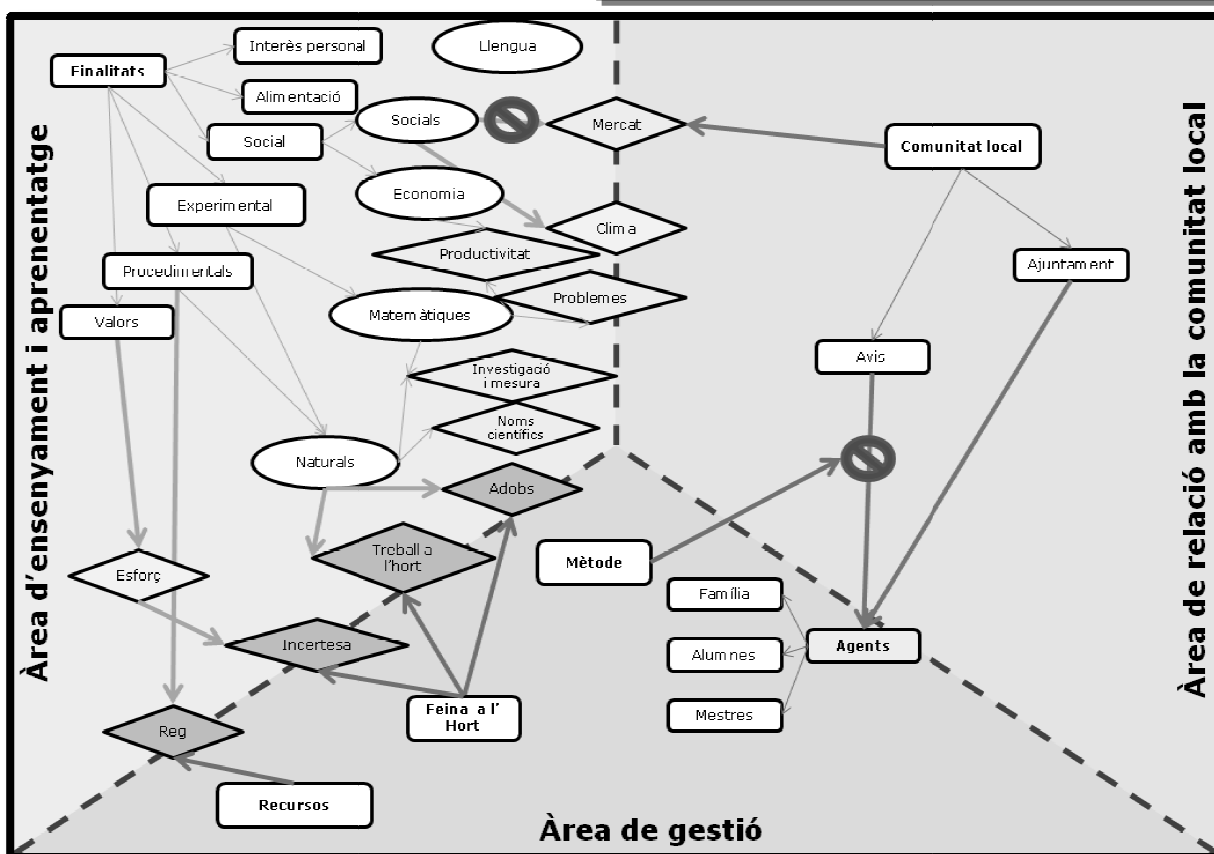 Àrea d'ensenyament i aprenentatge
Finalitats
Interès personal
Alimentació
Social
Experimental
Procedimentals
Valors
Llengua
Socials
Economia
Mercat
Clima
Productivitat
Problemes
Matemàtiques
Investigació
i mesura
Noms
científics
Naturals
Adobs
Treball a
l'hort
Esforç
Incertesa
Reg
Feina a l'
Hort
Recursos
Mètode
Família
Alumnes
Mestres
Agents
Comunitat local
Ajuntament
Avis
Àrea de gestió
Àrea de relació amb la comunitat local